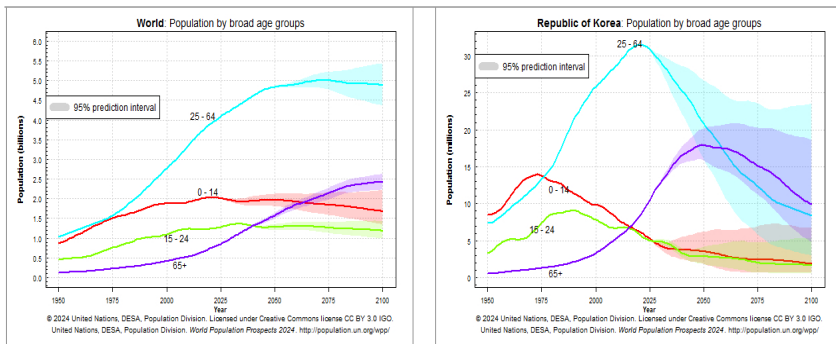 World: Population by broad age groups
6.0
5.5
5.0
4.5
4.0
3.5
3.0
2.5
2.0
1.5
1.0
0.5
0.0
Population (billions)
95% prediction interval
25 - 64
0 - 14
15 - 24
65+
1950 1975 2000 2025 2050 2075 2100
Year
© 2024 United Nations, DESA, Population Division. Licensed under Creative Commons license CC BY 3.0 IGO.
United Nations, DESA, Population Division. World Population Prospects 2024. http://population.un.org/wpp/
Republic of Korea: Population by broad age groups
30
25
20
15
10
5
0
Population (millions)
95% prediction interval
25 - 64
0 - 14
15 - 24
65+
1950 1975 2000 2025 2050 2075 2100
Year
© 2024 United Nations, DESA, Population Division. Licensed under Creative Commons license CC BY 3.0 IGO.
United Nations, DESA, Population Division. World Population Prospects 2024. http://population.un.org/wpp/